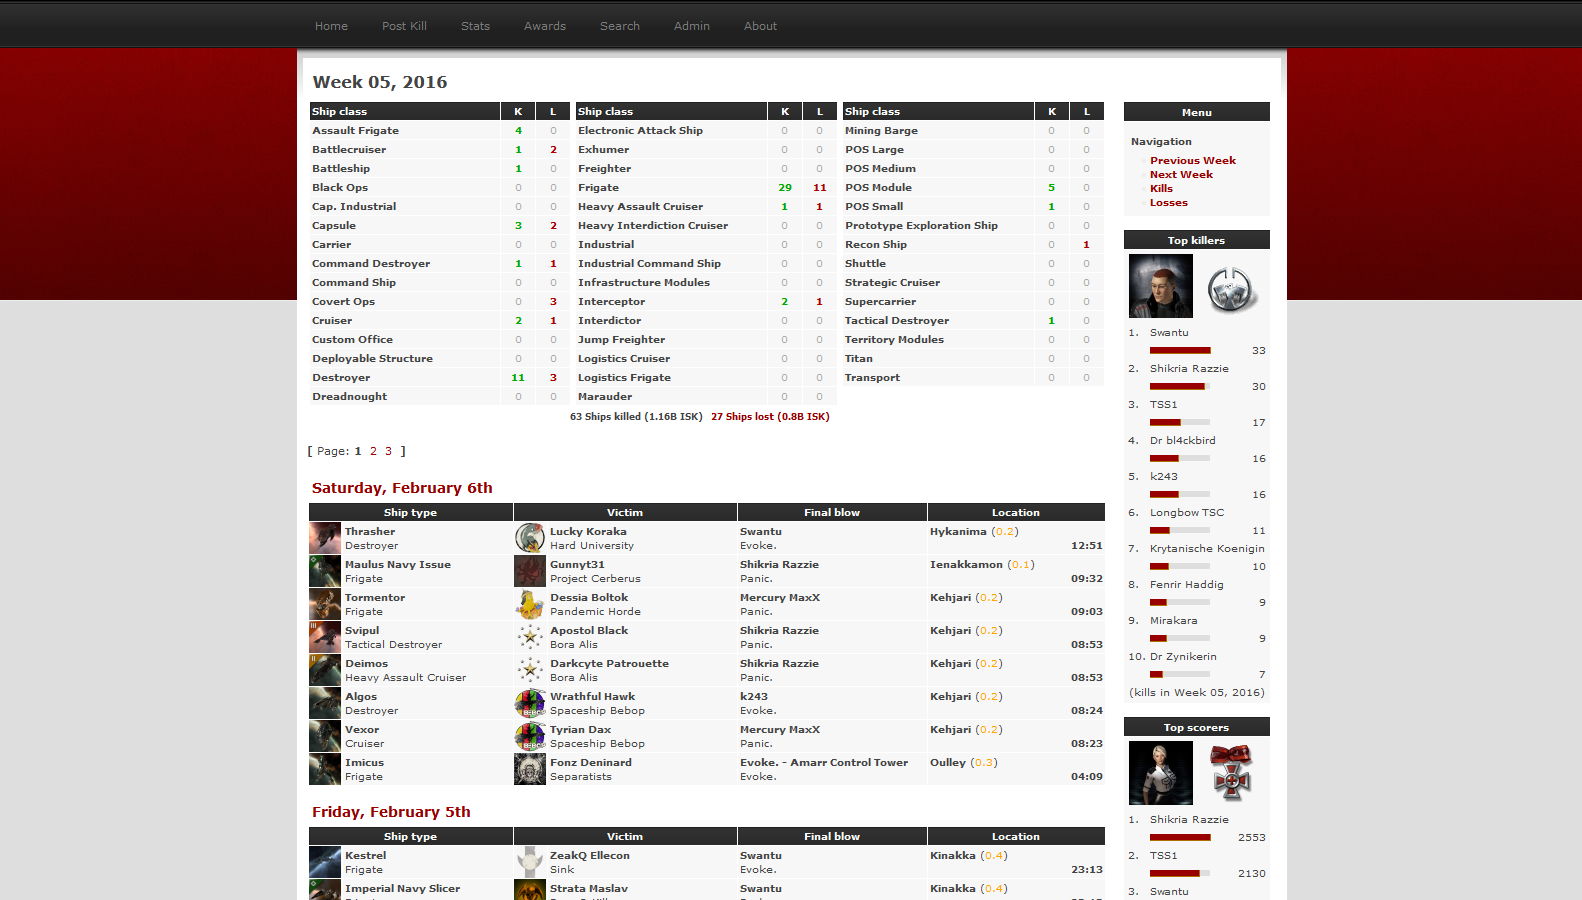 Home Post Kill Stats Awards Search Admin About
Week 05, 2016
Ship class K L
Assault Frigate 4 0
Battlecruiser 1 2
Battleship 1 0
Black Ops 0 0
Cap. Industrial 0 0
Capsule 3 2
Carrier 0 0
Command Destroyer 1 1
Command Ship 0 0
Covert Ops 0 3
Cruiser 2 1
Custom Office 0 0
Deployable Structure 0 0
Destroyer 11 3
Dreadnought 0 0
Ship class K L
Electronic Attack Ship 0 0
Exhumer 0 0
Freighter 0 0
Frigate 29 11
Heavy Assault Cruiser 1 1
Heavy Interdiction Cruiser 0 0
Industrial 0 0
Industrial Command Ship 0 0
Infrastructure Modules 0 0
Interceptor 2 1
Interdictor 0 0
Jump Freighter 0 0
Logistics Cruiser 0 0
Logistics Frigate 0 0
Marauder 0 0
Ship class K L
Mining Barge 0 0
POS Large 0 0
POS Medium 0 0
POS Module 5 0
POS Small 1 0
Prototype Exploration Ship 0 0
Recon Ship 0 1
Shuttle 0 0
Strategic Cruiser 0 0
Supercarrier 0 0
Tactical Destroyer 1 0
Territory Modules 0 0
Titan 0 0
Transport 0 0
63 Ships killed (1.16B ISK) 27 Ships lost (0.8B ISK)
[ Page: 1 2 3 ]
Saturday, February 6th
Ship type Victim Final blow Location
Thrasher Lucky Koraka Swantu Hykanima (0.2)
Destroyer Hard University Evoke. 12:51
Maulus Navy Issue Gunnyt31 Shikria Razzie Ienakkamon (0.1)
Frigate Project Cerberus Panic. 09:32
Tormentor Dessia Boltok Mercury MaxX Kehjari (0.2)
Frigate Pandemic Horde Panic. 09:03
Svipul Apostol Black Shikria Razzie Kehjari (0.2)
Tactical Destroyer Bora Alis Panic. 08:53
Deimos Darkcyte Patrouette Shikria Razzie Kehjari (0.2)
Heavy Assault Cruiser Bora Alis Panic. 08:53
Algos Wrathful Hawk k243 Kehjari (0.2)
Destroyer Spaceship Bebop Evoke. 08:24
Vexor Tyrian Dax Mercury MaxX Kehjari (0.2)
Cruiser Spaceship Bebop Panic. 08:23
Imicus Fonz Deninard Evoke. - Amarr Control Tower Oulley (0.3)
Frigate Separatists Evoke. 04:09
Friday, February 5th
Ship type Victim Final blow Location
Kestrel ZeakQ Ellecon Swantu Kinakka (0.4)
Frigate Sink Evoke. 23:13
Imperial Navy Slicer Strata Maslav Swantu Kinakka (0.4)
Menu
Navigation
Previous Week
Next Week
Kills
Losses
Top killers
1. Swantu
33
2. Shikria Razzie
30
3. TSS1
17
4. Dr bl4ckbird
16
5. k243
16
6. Longbow TSC
11
7. Krytanische Koenigin
10
8. Fenrir Haddig
9
9. Mirakara
9
10. Dr Zynikerin
7
(kills in Week 05, 2016)
Top scorers
1. Shikria Razzie
2553
2. TSS1
2130
3. Swantu